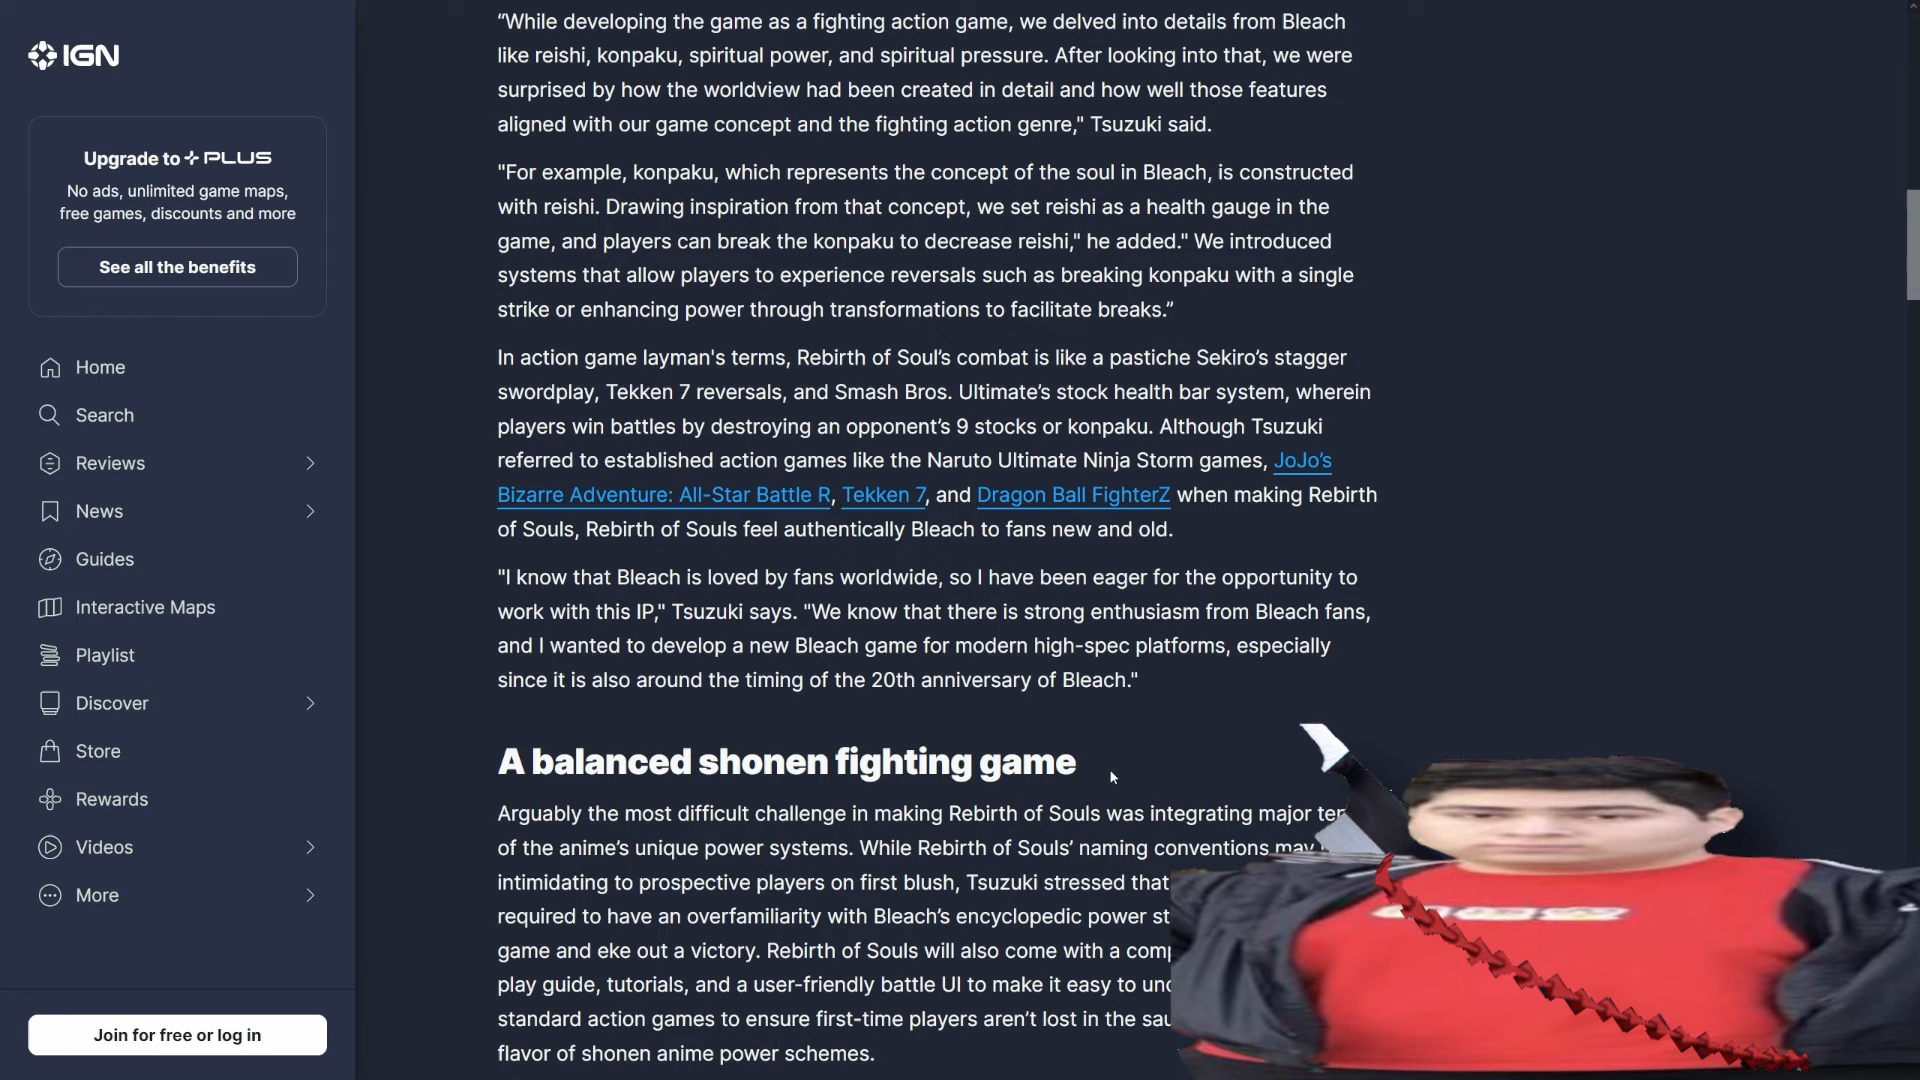 IGN
Upgrade to PLUS
No ads, unlimited game maps,
free games, discounts and more
See all the benefits
Home
Search
Reviews
News
Guides
Interactive Maps
Playlist
Discover
Store
Rewards
Videos
More
Join for free or log in
“While developing the game as a fighting action game, we delved into details from Bleach
like reishi, konpaku, spiritual power, and spiritual pressure. After looking into that, we were
surprised by how the worldview had been created in detail and how well those features
aligned with our game concept and the fighting action genre," Tsuzuki said.
"For example, konpaku, which represents the concept of the soul in Bleach, is constructed
with reishi. Drawing inspiration from that concept, we set reishi as a health gauge in the
game, and players can break the konpaku to decrease reishi," he added." We introduced
systems that allow players to experience reversals such as breaking konpaku with a single
strike or enhancing power through transformations to facilitate breaks.”
In action game layman's terms, Rebirth of Soul’s combat is like a pastiche Sekiro’s stagger
swordplay, Tekken 7 reversals, and Smash Bros. Ultimate’s stock health bar system, wherein
players win battles by destroying an opponent’s 9 stocks or konpaku. Although Tsuzuki
referred to established action games like the Naruto Ultimate Ninja Storm games, JoJo’s
Bizarre Adventure: All-Star Battle R, Tekken 7, and Dragon Ball FighterZ when making Rebirth
of Souls, Rebirth of Souls feel authentically Bleach to fans new and old.
"I know that Bleach is loved by fans worldwide, so I have been eager for the opportunity to
work with this IP," Tsuzuki says. "We know that there is strong enthusiasm from Bleach fans,
and I wanted to develop a new Bleach game for modern high-spec platforms, especially
since it is also around the timing of the 20th anniversary of Bleach."
A balanced shonen fighting game
Arguably the most difficult challenge in making Rebirth of Souls was integrating major
of the anime’s unique power systems. While Rebirth of Souls’ naming conventions may
intimidating to prospective players on first blush, Tsuzuki stressed that
required to have an overfamiliarity with Bleach’s encyclopedic power
game and eke out a victory. Rebirth of Souls will also come with a
play guide, tutorials, and a user-friendly battle UI to make it easy to
standard action games to ensure first-time players aren’t lost in the
flavor of shonen anime power schemes.